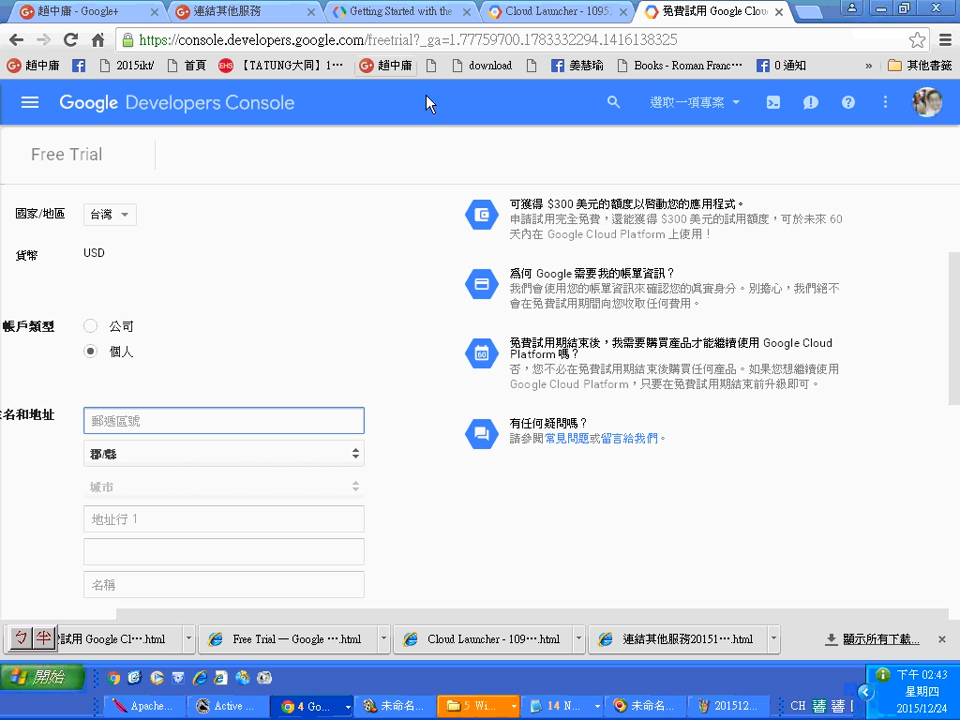 趙中庸 - Google+
連結其他服務
Getting Started with the
Cloud Launcher - 1095
免費試用 Google Clou
https://console.developers.google.com/freetrial?_ga=1.77759700.1783332294.1416138325
趙中庸
2015ikt/
首頁
【TATUNG大同】1…
趙中庸
download
姜慧瑜
Books - Roman Franc…
0 通知
»
其他書籤
Google Developers Console
選取一項專案
Free Trial
國家/地區
台灣
貨幣
USD
帳戶類型
公司
個人
名和地址
郵遞區號
郡/縣
城市
地址行 1
名稱
可獲得 $300 美元的額度以啟動您的應用程式。
申請試用完全免費，還能獲得 $300 美元的試用額度，可於未來 60
天內在 Google Cloud Platform 上使用！
為何 Google 需要我的帳單資訊？
我們會使用您的帳單資訊來確認您的真實身分。別擔心，我們絕不
會在免費試用期間向您收取任何費用。
60
免費試用期結束後，我需要購買產品才能繼續使用 Google Cloud
Platform 嗎？
否，您不必在免費試用期結束後購買任何產品。如果您想繼續使用
Google Cloud Platform，只要在免費試用期結束前升級即可。
有任何疑問嗎？
請參閱常見問題或留言給我們。
ㄅ 半
試用 Google Cl….html
Free Trial — Google ….html
Cloud Launcher - 109….html
連結其他服務20151….html
顯示所有下載...
開始
Apache...
Active ...
4 Go...
未命名...
5 Wi...
14 N...
未命名...
201512...
CH
下午 02:43
星期四
2015/12/24